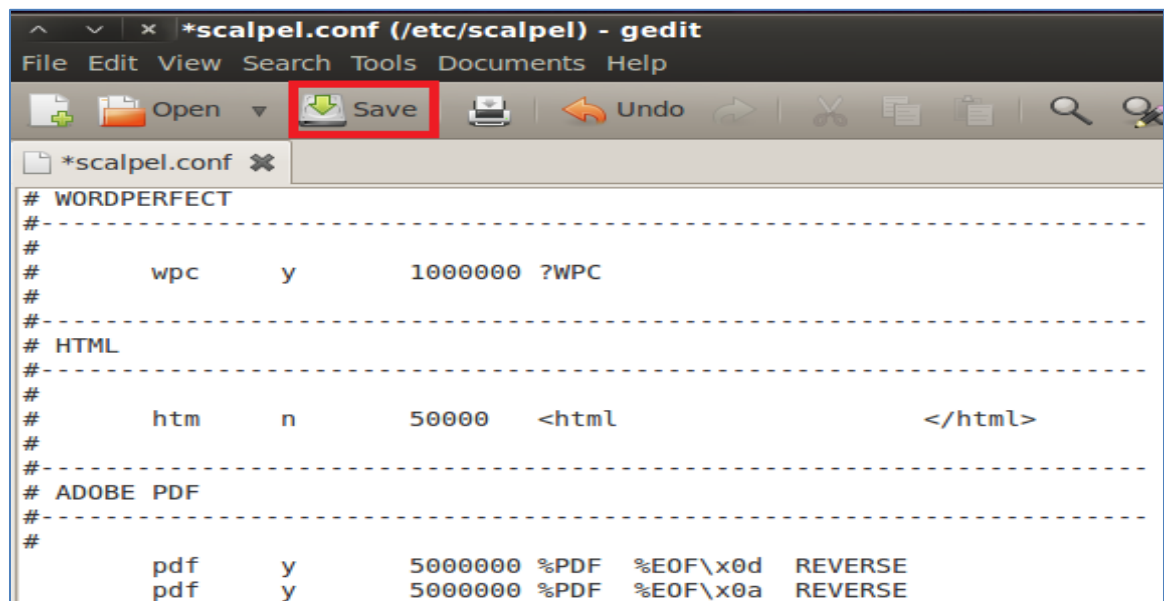 *scalpel.conf (/etc/scalpel) - gedit
File Edit View Search Tools Documents Help
Open Save Undo
*scalpel.conf
# WORDPERFECT
#---------------------------------------------------------------------
#
#       wpc     y       1000000 ?WPC
#
#---------------------------------------------------------------------
# HTML
#---------------------------------------------------------------------
#
#       htm     n       50000   <html                   </html>
#
#---------------------------------------------------------------------
# ADOBE PDF
#---------------------------------------------------------------------
#
        pdf     y       5000000 %PDF  %EOF\x0d  REVERSE
        pdf     y       5000000 %PDF  %EOF\x0a  REVERSE